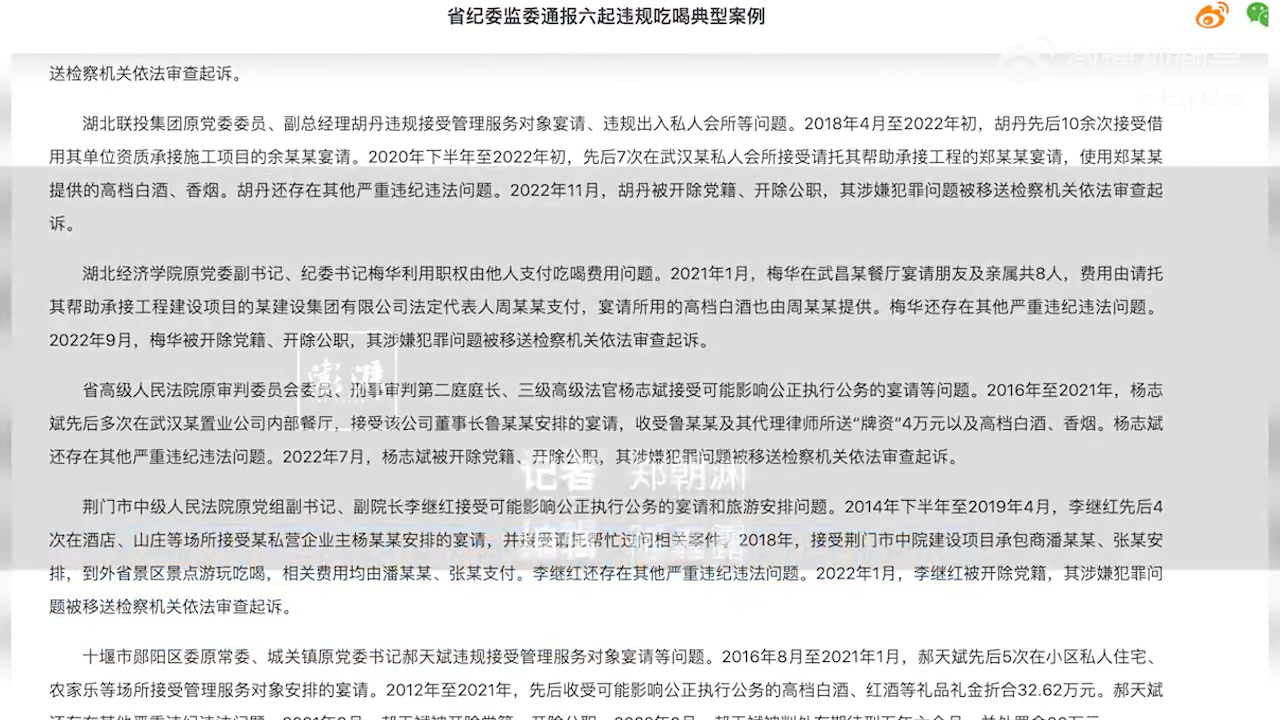 省纪委监委通报六起违规吃喝典型案例
送检察机关依法审查起诉。
湖北联投集团原党委委员、副总经理胡丹违规接受管理服务对象宴请、违规出入私人会所等问题。2018年4月至2022年初，胡丹先后10余次接受借
用其单位资质承接施工项目的余某某宴请。2020年下半年至2022年初，先后7次在武汉某私人会所接受请托其帮助承接工程的郑某某宴请，使用郑某某
提供的高档白酒、香烟。胡丹还存在其他严重违纪违法问题。2022年11月，胡丹被开除党籍、开除公职，其涉嫌犯罪问题被移送检察机关依法审查起
诉。
湖北经济学院原党委副书记、纪委书记梅华利用职权由他人支付吃喝费用问题。2021年1月，梅华在武昌某餐厅宴请朋友及亲属共8人，费用由请托
其帮助承接工程建设项目的某建设集团有限公司法定代表人周某某支付，宴请所用的高档白酒也由周某某提供。梅华还存在其他严重违纪违法问题。
2022年9月，梅华被开除党籍、开除公职，其涉嫌犯罪问题被移送检察机关依法审查起诉。
澎湃
省高级人民法院原审判委员会委员、刑事审判第二庭庭长、三级高级法官杨志斌接受可能影响公正执行公务的宴请等问题。2016年至2021年，杨志
斌先后多次在武汉某置业公司内部餐厅，接受该公司董事长鲁某某安排的宴请，收受鲁某某及其代理律师所送“牌资”4万元以及高档白酒、香烟。杨志斌
还存在其他严重违纪违法问题。2022年7月，杨志斌被开除党籍、开除公职，其涉嫌犯罪问题被移送检察机关依法审查起诉。
记者 郑朝渊
荆门市中级人民法院原党组副书记、副院长李继红接受可能影响公正执行公务的宴请和旅游安排问题。2014年下半年至2019年4月，李继红先后4
次在酒店、山庄等场所接受某私营企业主杨某某安排的宴请，并接受请托帮忙过问相关案件。2018年，接受荆门市中院建设项目承包商潘某某、张某安
编辑
排，到外省景区景点游玩吃喝，相关费用均由潘某某、张某支付。李继红还存在其他严重违纪违法问题。2022年1月，李继红被开除党籍，其涉嫌犯罪问
题被移送检察机关依法审查起诉。
十堰市郧阳区委原常委、城关镇原党委书记郝天斌违规接受管理服务对象宴请等问题。2016年8月至2021年1月，郝天斌先后5次在小区私人住宅、
农家乐等场所接受管理服务对象安排的宴请。2012年至2021年，先后收受可能影响公正执行公务的高档白酒、红酒等礼品礼金折合32.62万元。郝天斌